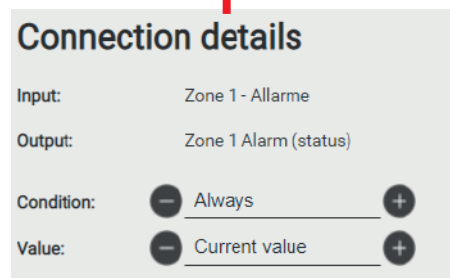 Connection details
Input: Zone 1 - Allarme
Output: Zone 1 Alarm (status)
Condition: Always
Value: Current value